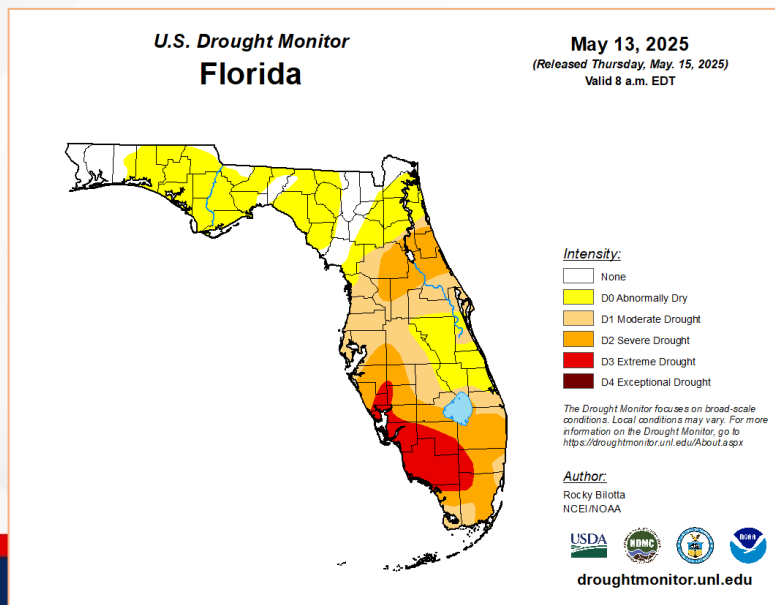 U.S. Drought Monitor
Florida
May 13, 2025
(Released Thursday, May. 15, 2025)
Valid 8 a.m. EDT
Intensity:
None
D0 Abnormally Dry
D1 Moderate Drought
D2 Severe Drought
D3 Extreme Drought
D4 Exceptional Drought
The Drought Monitor focuses on broad-scale
conditions. Local conditions may vary. For more
information on the Drought Monitor, go to
https://droughtmonitor.unl.edu/About.aspx
Author:
Rocky Bilotta
NCEI/NOAA
USDA
NDMC
NOAA
droughtmonitor.unl.edu